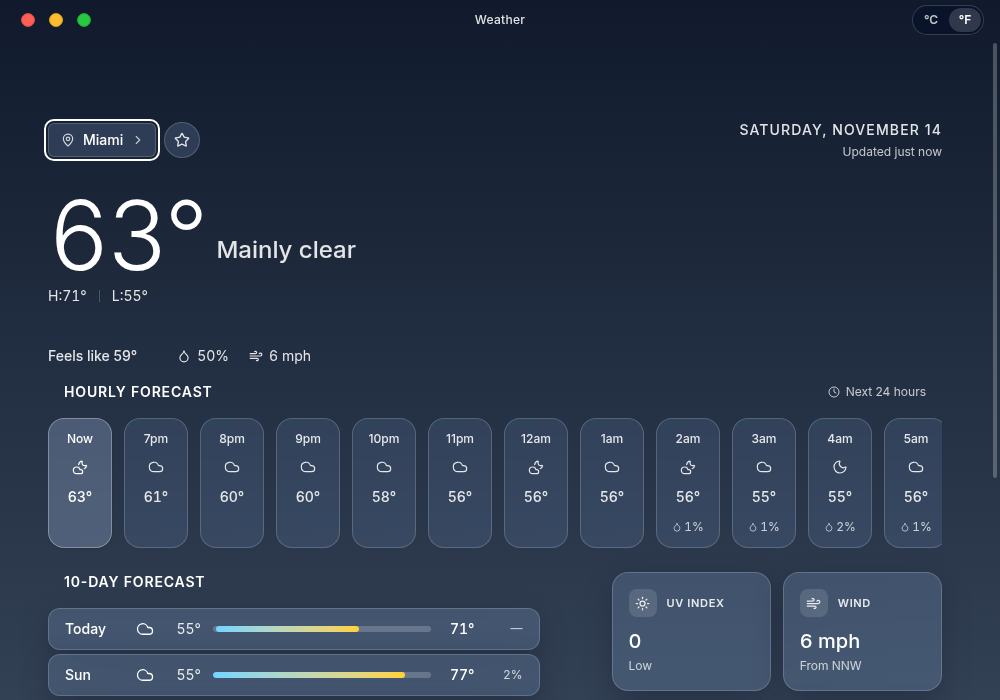 Weather
°C °F
Miami
SATURDAY, NOVEMBER 14
Updated just now
63° Mainly clear
H:71° L:55°
Feels like 59° 50% 6 mph
HOURLY FORECAST
Next 24 hours
Now 7pm 8pm 9pm 10pm 11pm 12am 1am 2am 3am 4am 5am
63° 61° 60° 60° 58° 56° 56° 56° 56° 55° 55° 56°
1% 1% 2% 1%
10-DAY FORECAST
Today 55° 71° —
Sun 55° 77° 2%
UV INDEX
0
Low
WIND
6 mph
From NNW